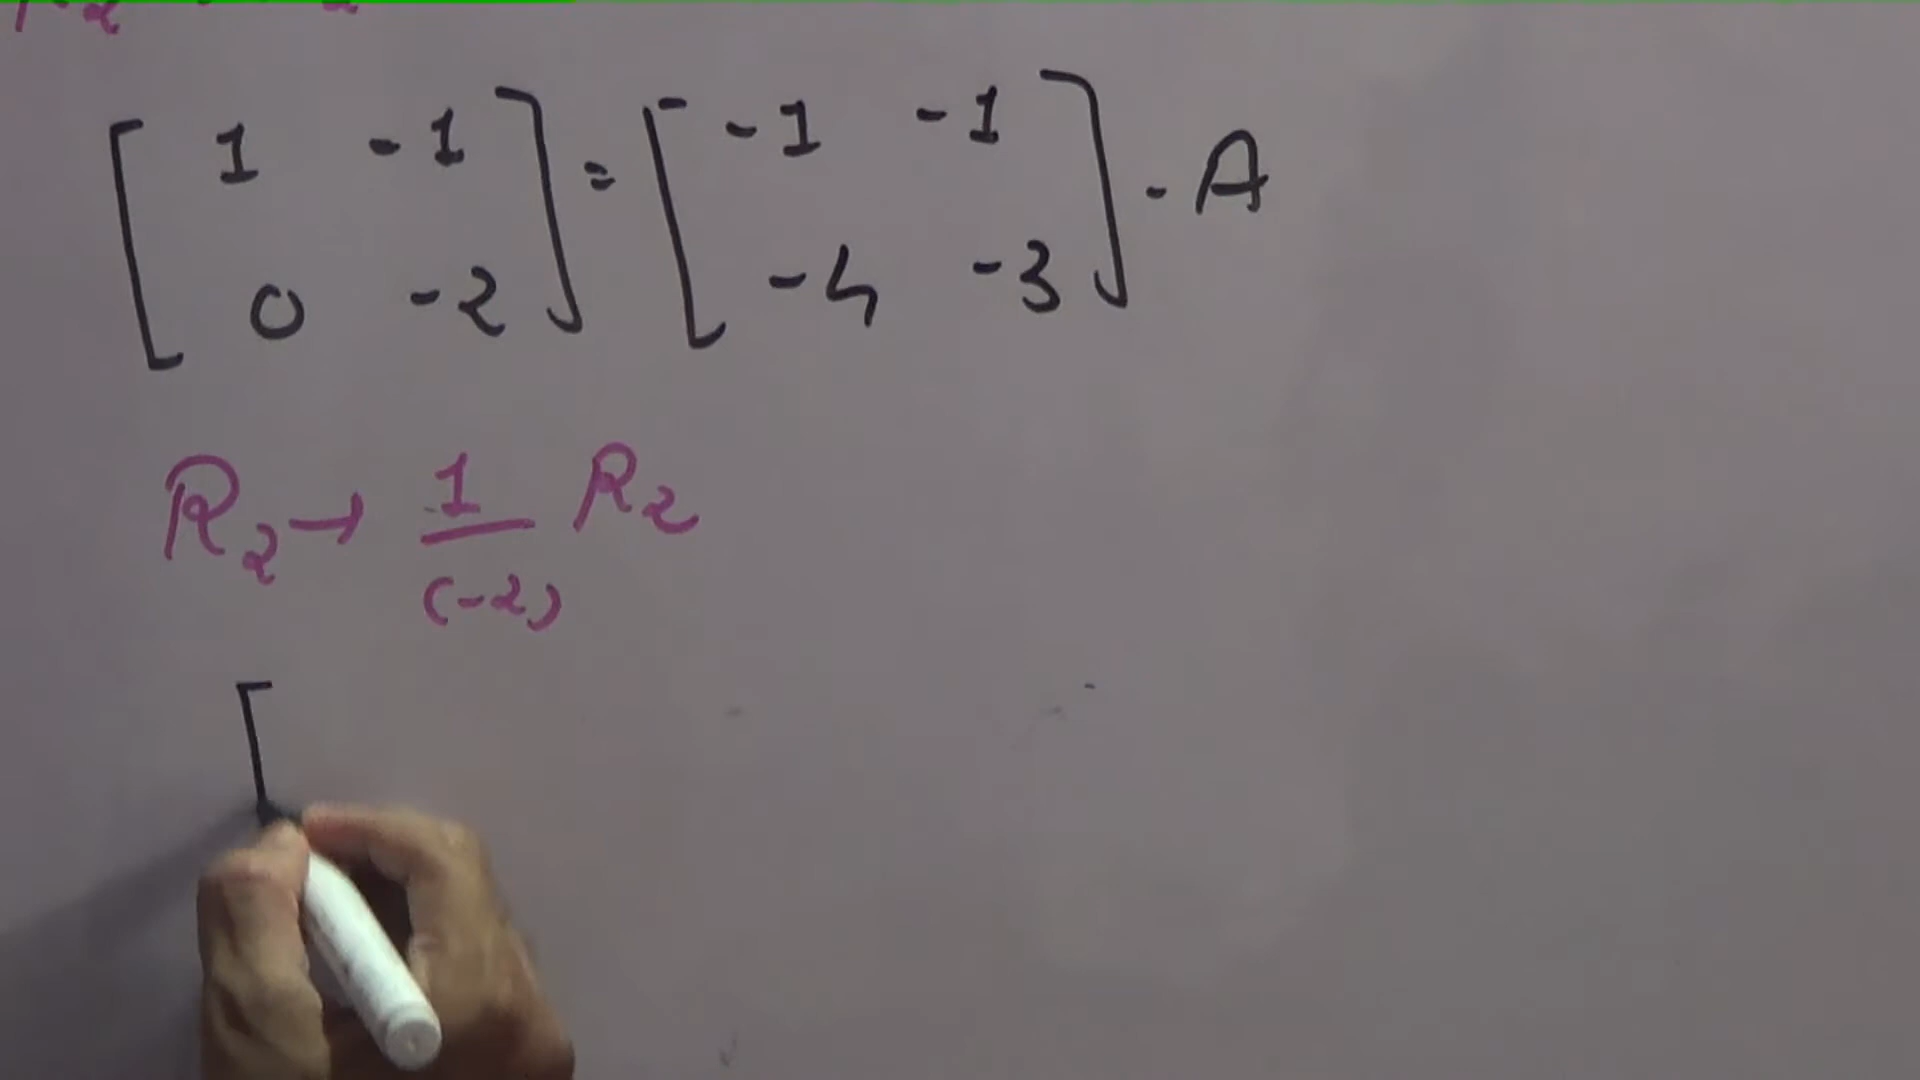 [ 1 -1 ] = [ -1 -1 ] . A
[ 0 -2 ] [ -4 -3 ]
R₂ → 1/(-2) R₂
[